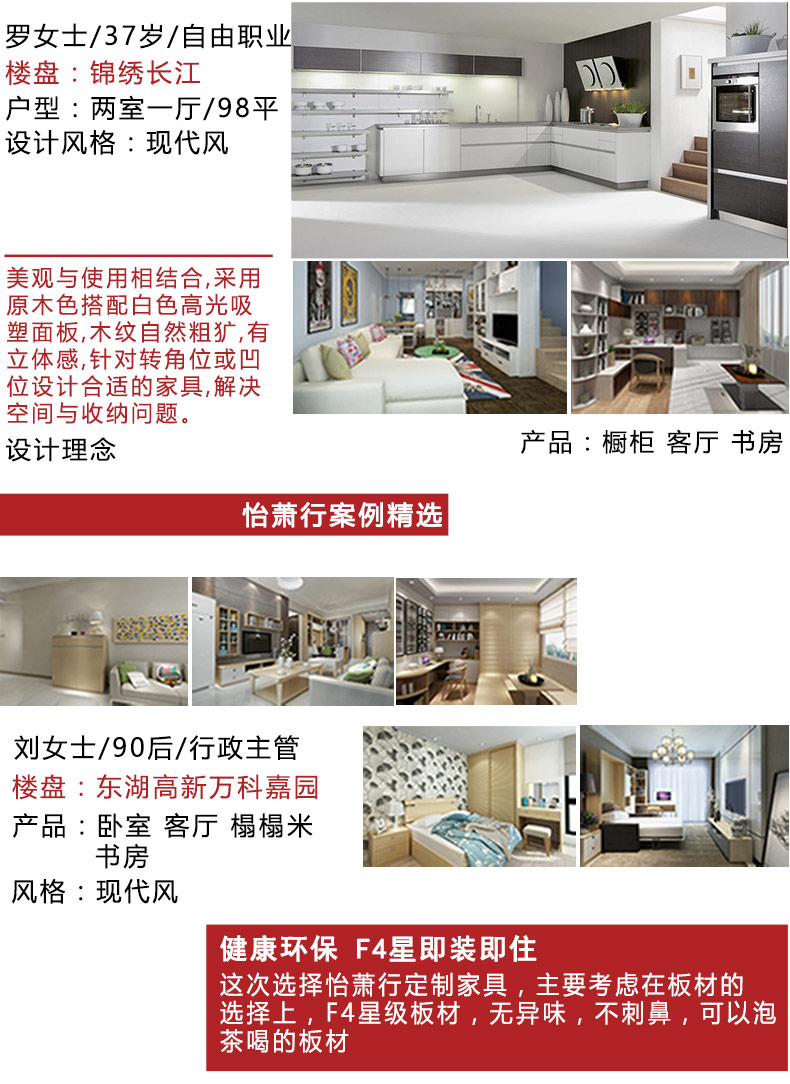 罗女士/37岁/自由职业
楼盘：锦绣长江
户型：两室一厅/98平
设计风格：现代风
美观与使用相结合,采用
原木色搭配白色高光吸
塑面板,木纹自然粗犷,有
立体感,针对转角位或凹
位设计合适的家具,解决
空间与收纳问题。
设计理念
产品：橱柜 客厅 书房
怡萧行案例精选
刘女士/90后/行政主管
楼盘：东湖高新万科嘉园
产品：卧室 客厅 榻榻米
书房
风格：现代风
健康环保 F4星即装即住
这次选择怡萧行定制家具，主要考虑在板材的
选择上，F4星级板材，无异味，不刺鼻，可以泡
茶喝的板材